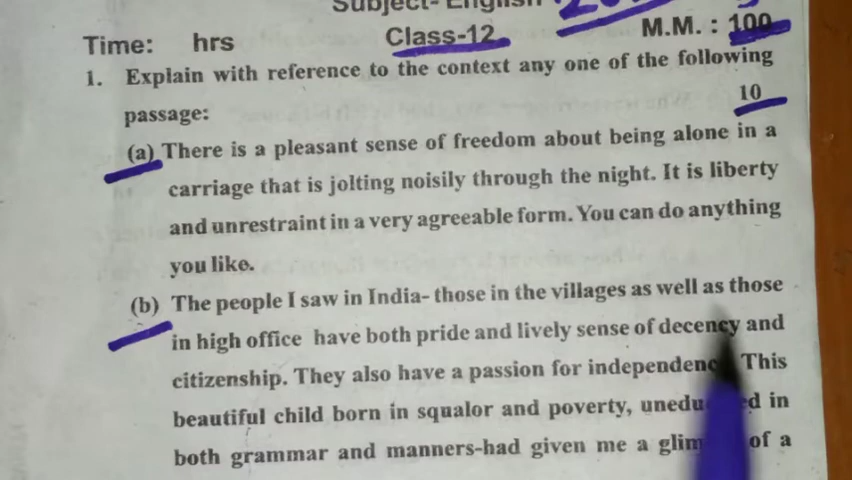 Subject- English
Time: hrs Class-12 M.M. : 100
1. Explain with reference to the context any one of the following
passage: 10
(a) There is a pleasant sense of freedom about being alone in a
carriage that is jolting noisily through the night. It is liberty
and unrestraint in a very agreeable form. You can do anything
you like.
(b) The people I saw in India- those in the villages as well as those
in high office have both pride and lively sense of decency and
citizenship. They also have a passion for independence. This
beautiful child born in squalor and poverty, uneducated in
both grammar and manners-had given me a glimpse of a